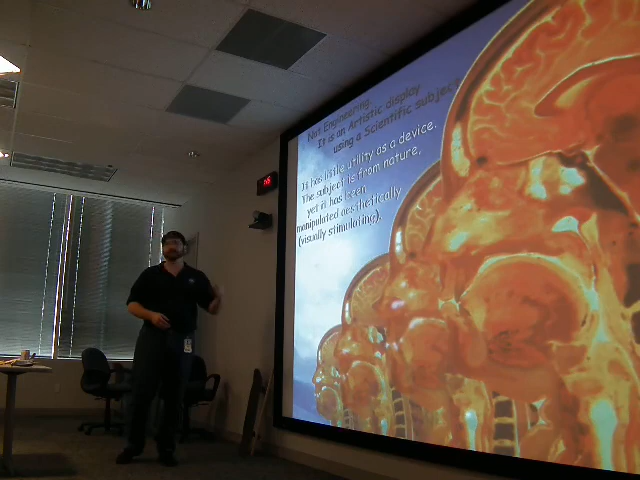 Not Engineering.
It is an Artistic display
using a Scientific subject
It has little utility as a device.
The subject is from nature,
yet it has been
manipulated aesthetically
(visually stimulating).